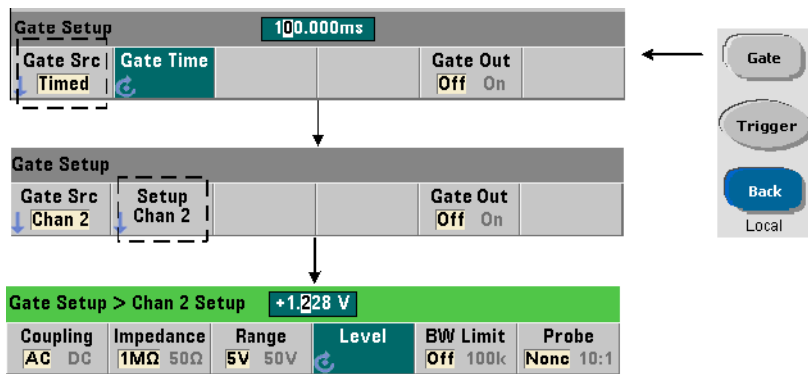 Gate Setup 100.000ms
Gate Src Gate Time Gate Out
Timed Off On
Gate
Trigger
Back
Local
Gate Setup
Gate Src Setup Gate Out
Chan 2 Chan 2 Off On
Gate Setup > Chan 2 Setup +1.228 V
Coupling Impedance Range Level BW Limit Probe
AC DC 1MΩ 50Ω 5V 50V Off 100k None 10:1